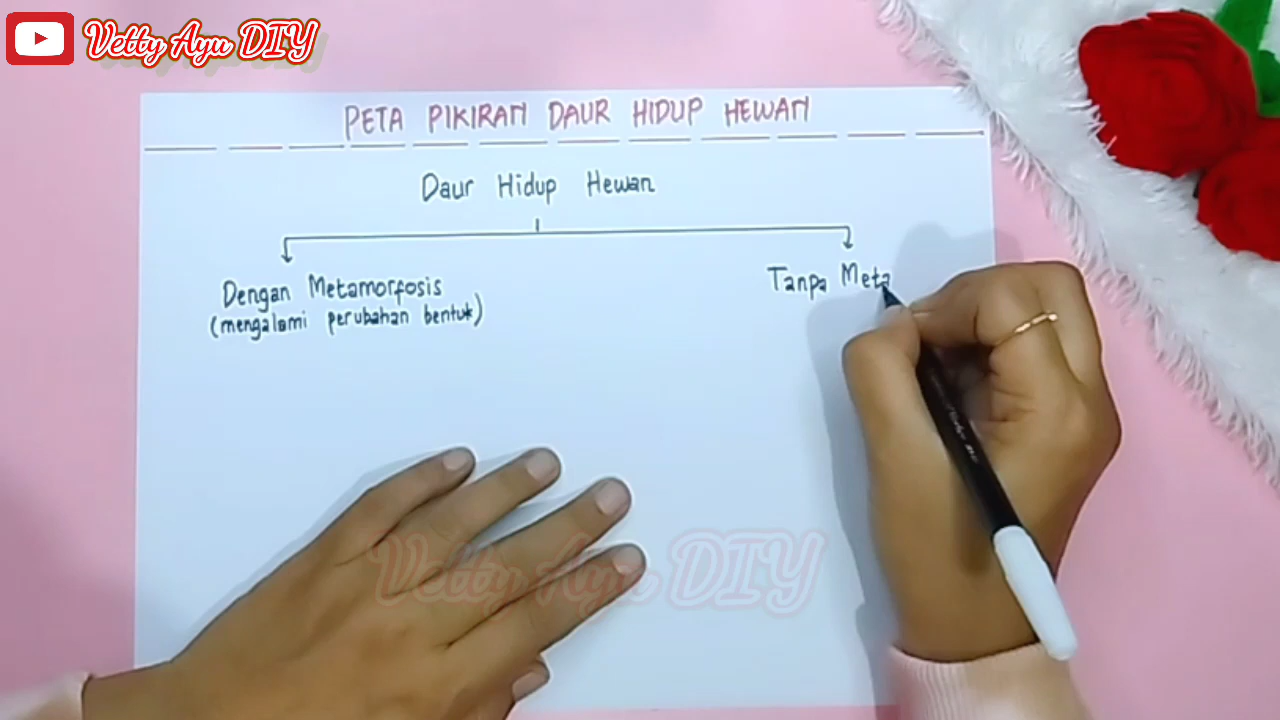 Vetty Ayu DIY
PETA PIKIRAN DAUR HIDUP HEWAN
Daur Hidup Hewan
Dengan Metamorfosis
(mengalami perubahan bentuk)
Tanpa Meta
Vetty Ayu DIY